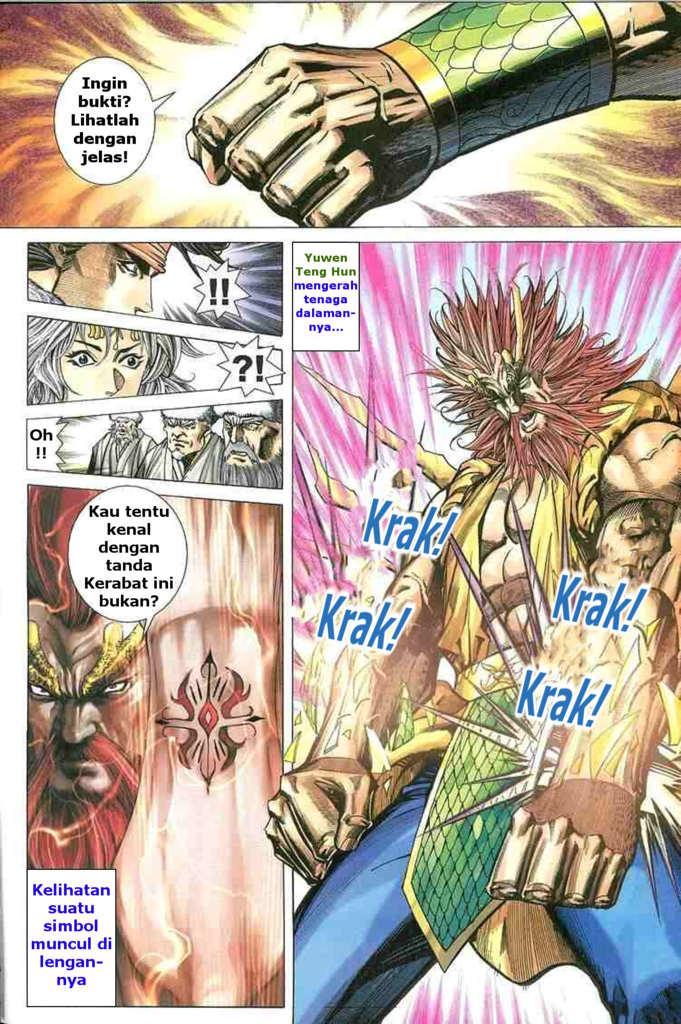 Ingin
bukti?
Lihatlah
dengan
jelas!
!!
?!
Oh
!!
Yuwen
Teng Hun
mengerah
tenaga
dalaman-
nya...
Krak!
Krak!
Krak!
Krak!
Kau tentu
kenal
dengan
tanda
Kerabat ini
bukan?
Kelihatan
suatu
simbol
muncul di
lengan-
nya